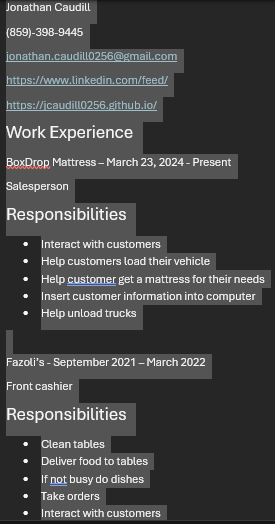 Jonathan Caudill
(859)-398-9445
jonathan.caudill0256@gmail.com
https://www.linkedin.com/feed/
https://jcaudill0256.github.io/
Work Experience
BoxDrop Mattress – March 23, 2024 - Present
Salesperson
Responsibilities
• Interact with customers
• Help customers load their vehicle
• Help customer get a mattress for their needs
• Insert customer information into computer
• Help unload trucks
Fazoli's - September 2021 – March 2022
Front cashier
Responsibilities
• Clean tables
• Deliver food to tables
• If not busy do dishes
• Take orders
• Interact with customers